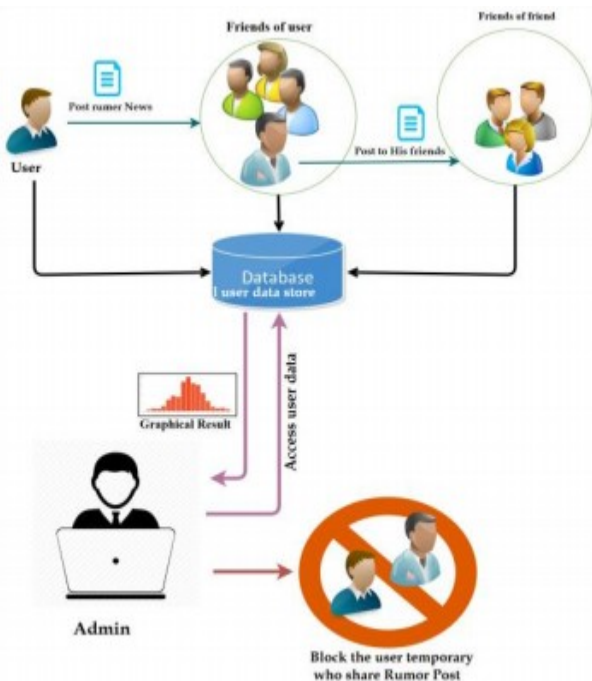 Friends of user
Friends of friend
Post rumer News
Post to His friends
User
Database
l user data store
Graphical Result
Access user data
Admin
Block the user temporary
who share Rumor Post